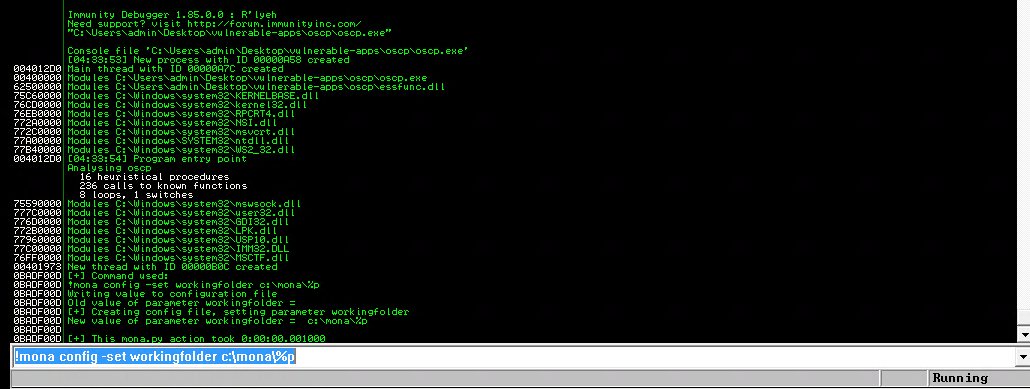 Immunity Debugger 1.85.0.0 : R'lyeh
Need support? visit http://forum.immunityinc.com/
"C:\Users\admin\Desktop\vulnerable-apps\oscp\oscp.exe"
Console file 'C:\Users\admin\Desktop\vulnerable-apps\oscp\oscp.exe'
[04:33:53] New process with ID 00000A58 created
004012D0 Main thread with ID 00000A7C created
00400000 Modules C:\Users\admin\Desktop\vulnerable-apps\oscp\oscp.exe
62500000 Modules C:\Users\admin\Desktop\vulnerable-apps\oscp\essfunc.dll
75C60000 Modules C:\Windows\system32\KERNELBASE.dll
76CD0000 Modules C:\Windows\system32\kernel32.dll
76EB0000 Modules C:\Windows\system32\RPCRT4.dll
772A0000 Modules C:\Windows\system32\NSI.dll
772C0000 Modules C:\Windows\system32\msvcrt.dll
77A00000 Modules C:\Windows\SYSTEM32\ntdll.dll
77B40000 Modules C:\Windows\system32\WS2_32.dll
004012D0 [04:33:54] Program entry point
Analysing oscp
16 heuristical procedures
236 calls to known functions
8 loops, 1 switches
75590000 Modules C:\Windows\system32\mswsock.dll
777C0000 Modules C:\Windows\system32\user32.dll
776D0000 Modules C:\Windows\system32\GDI32.dll
772B0000 Modules C:\Windows\system32\LPK.dll
77960000 Modules C:\Windows\system32\USP10.dll
77C00000 Modules C:\Windows\system32\IMM32.DLL
76FF0000 Modules C:\Windows\system32\MSCTF.dll
00401973 New thread with ID 00000B0C created
0BADF00D [+] Command used:
0BADF00D !mona config -set workingfolder c:\mona\%p
0BADF00D Writing value to configuration file
0BADF00D Old value of parameter workingfolder =
0BADF00D [+] Creating config file, setting parameter workingfolder
0BADF00D New value of parameter workingfolder = c:\mona\%p
0BADF00D
0BADF00D [+] This mona.py action took 0:00:00.001000
!mona config -set workingfolder c:\mona\%p
Running